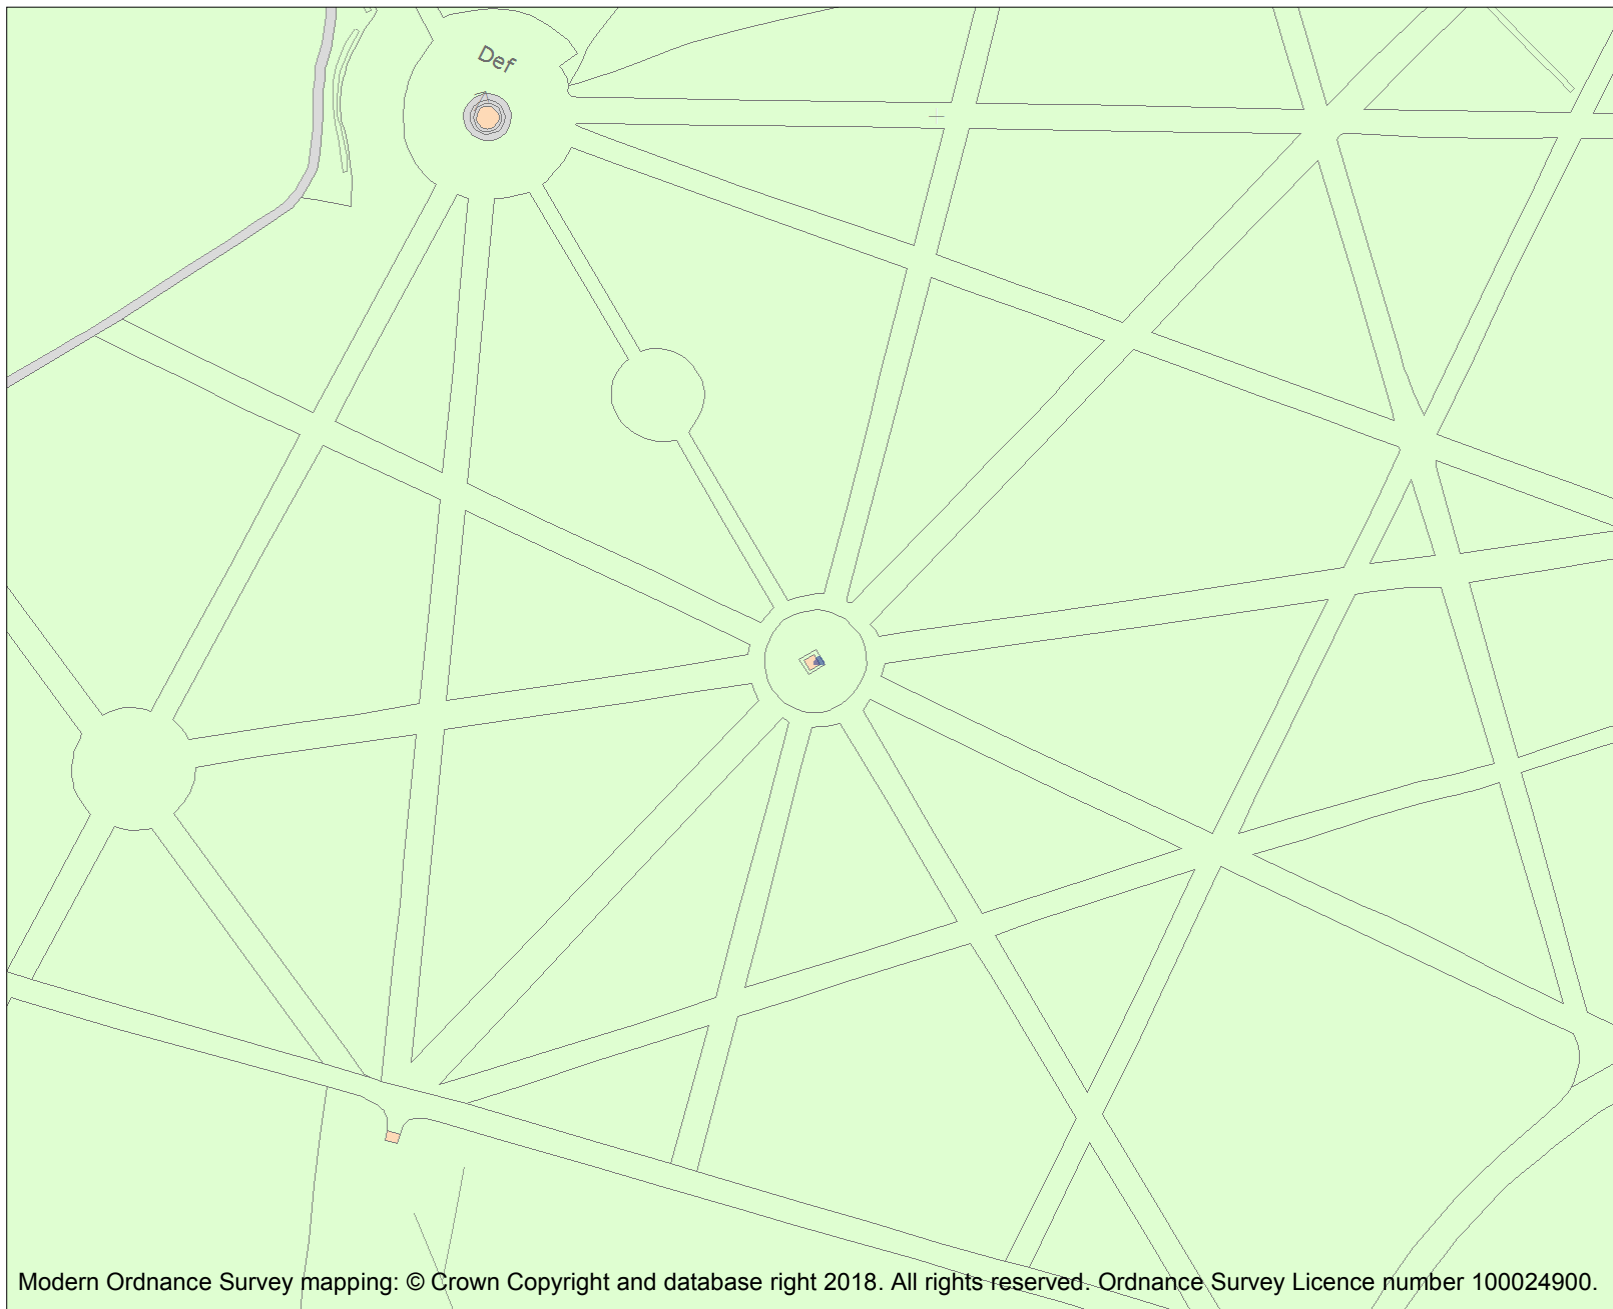 Def
Modern Ordnance Survey mapping: © Crown Copyright and database right 2018. All rights reserved. Ordnance Survey Licence number 100024900.